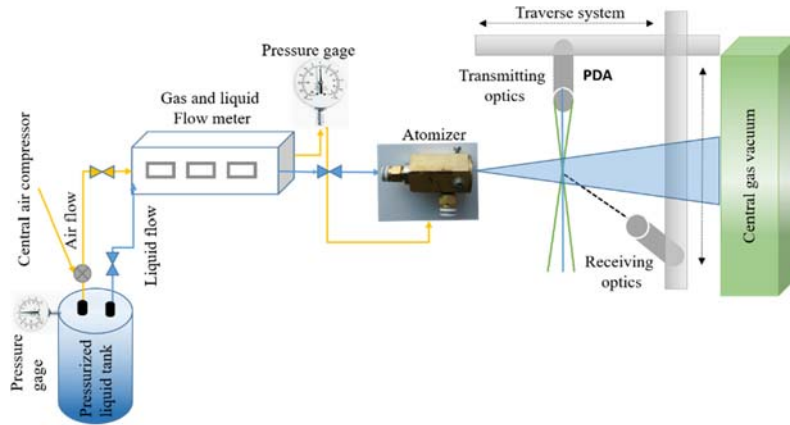 Traverse system
Pressure gage
Transmitting
optics
PDA
Gas and liquid
Flow meter
Atomizer
Central gas vacuum
Central air compressor
Air flow
Liquid flow
Receiving
optics
Pressure
gage
Pressurized
liquid tank